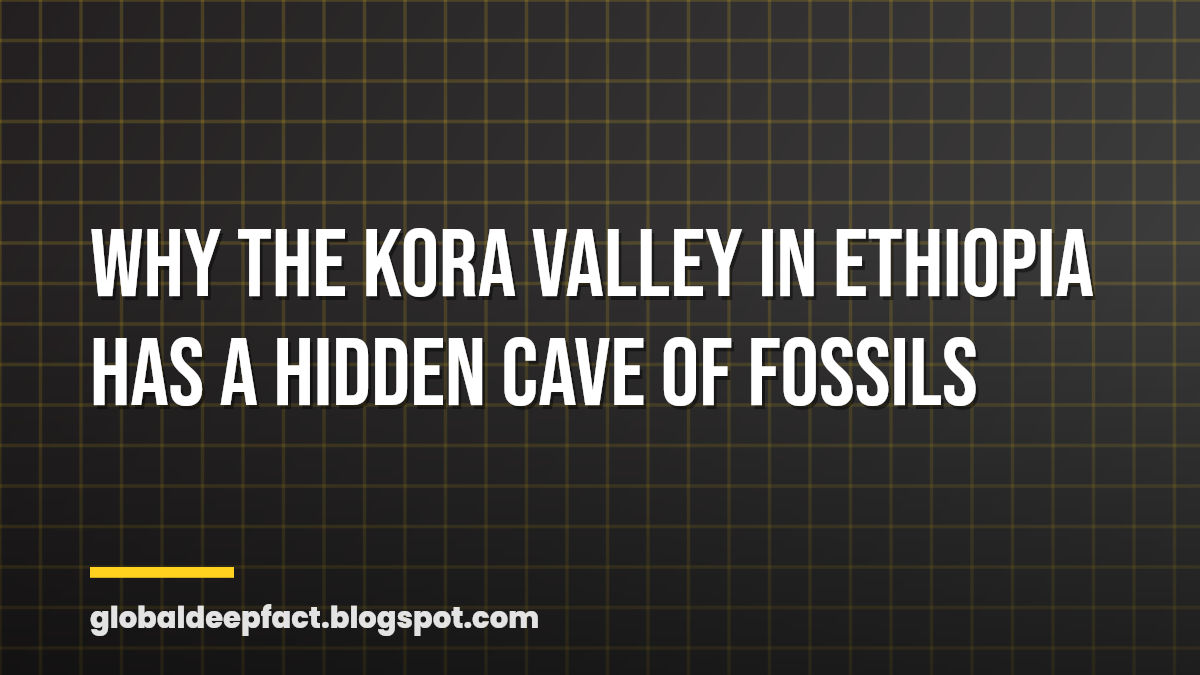 WHY THE KORA VALLEY IN ETHIOPIA
HAS A HIDDEN CAVE OF FOSSILS
globaldeepfact.blogspot.com